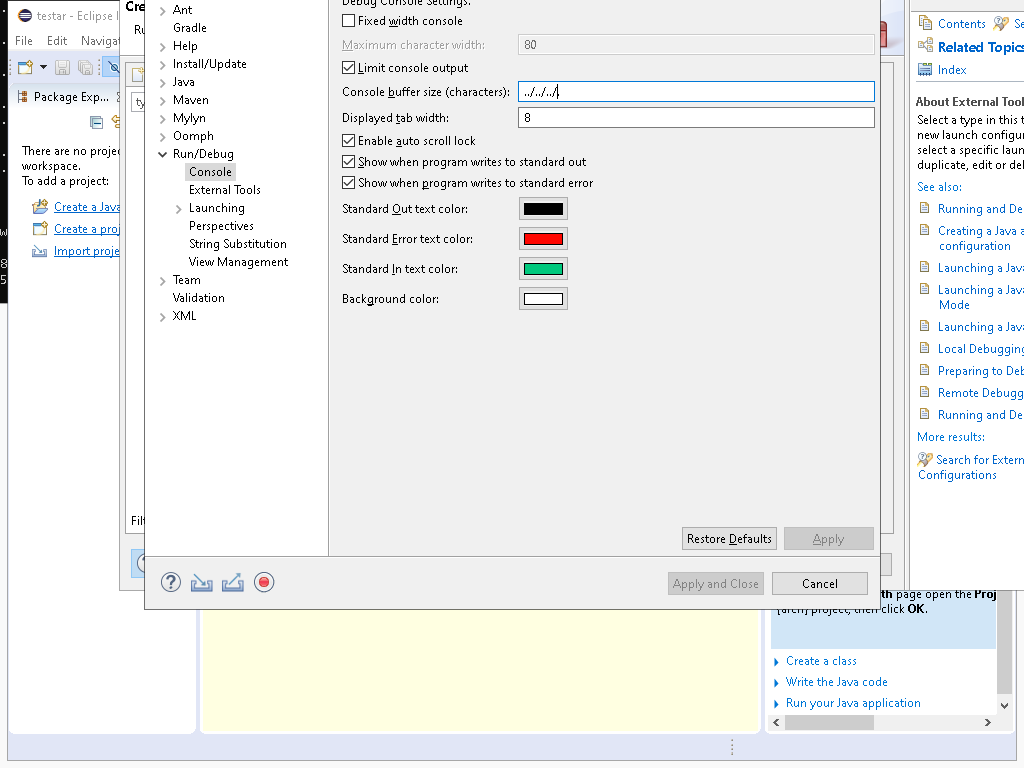 testar - Eclipse I
File Edit Navigat
Package Exp...
There are no proje
workspace.
To add a project:
Create a Java
Create a proj
Import proje
Cre
Ru
ty
Filt
Ant
Gradle
Help
Install/Update
Java
Maven
Mylyn
Oomph
Run/Debug
Console
External Tools
Launching
Perspectives
String Substitution
View Management
Team
Validation
XML
Debug Console Settings.
Fixed width console
Maximum character width: 80
Limit console output
Console buffer size (characters): ../../../
Displayed tab width: 8
Enable auto scroll lock
Show when program writes to standard out
Show when program writes to standard error
Standard Out text color:
Standard Error text color:
Standard In text color:
Background color:
Restore Defaults Apply
Apply and Close Cancel
Contents Se
Related Topics
Index
About External Tool
Select a type in this t
new launch configur
select a specific laun
duplicate, edit or del
See also:
Running and De
Creating a Java a
configuration
Launching a Java
Launching a Java
Mode
Launching a Java
Local Debugging
Preparing to Deb
Remote Debugg
Running and De
More results:
Search for Extern
Configurations
th page open the Proj
[arch] project, then click OK.
Create a class
Write the Java code
Run your Java application